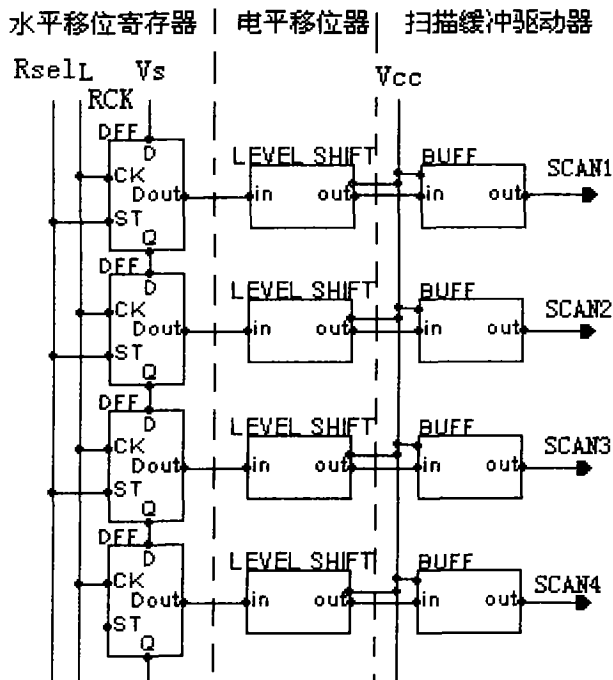 水平移位寄存器 电平移位器 扫描缓冲驱动器
RselL Vs Vcc
RCK
DFF D CK Dout ST Q LEVEL SHIFT in out BUFF in out SCAN1
DFF D CK Dout ST Q LEVEL SHIFT in out BUFF in out SCAN2
DFF D CK Dout ST Q LEVEL SHIFT in out BUFF in out SCAN3
DFF D CK Dout ST Q LEVEL SHIFT in out BUFF in out SCAN4